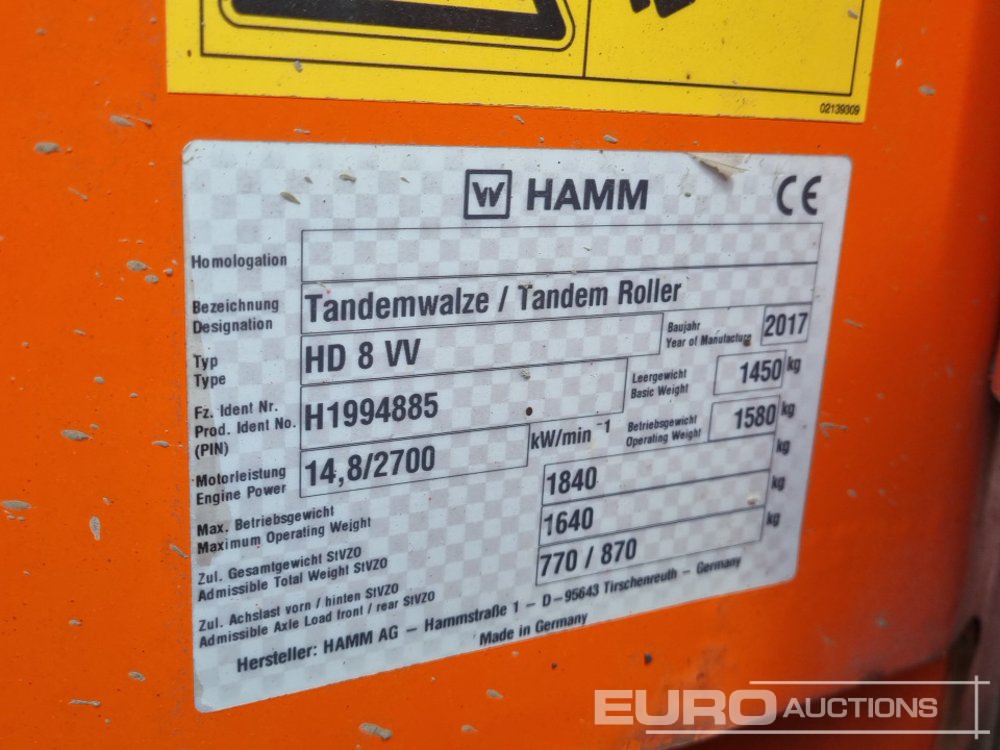 02139309
W HAMM CE
Homologation
Bezeichnung
Designation
Tandemwalze / Tandem Roller
Typ
Type
HD 8 VV
Baujahr
Year of Manufacture
2017
Fz. Ident Nr.
Prod. Ident No.
(PIN)
H1994885
Leergewicht
Basic Weight
1450 kg
Motorleistung
Engine Power
14,8/2700 kW/min -1
Betriebsgewicht
Operating Weight
1580 kg
Max. Betriebsgewicht
Maximum Operating Weight
1840 kg
Zul. Gesamtgewicht StVZO
Admissible Total Weight StVZO
1640 kg
Zul. Achslast vorn / hinten StVZO
Admissible Axle Load front / rear StVZO
770 / 870 kg
Hersteller: HAMM AG – Hammstraße 1 – D–95643 Tirschenreuth – Germany
Made in Germany
EURO AUCTIONS